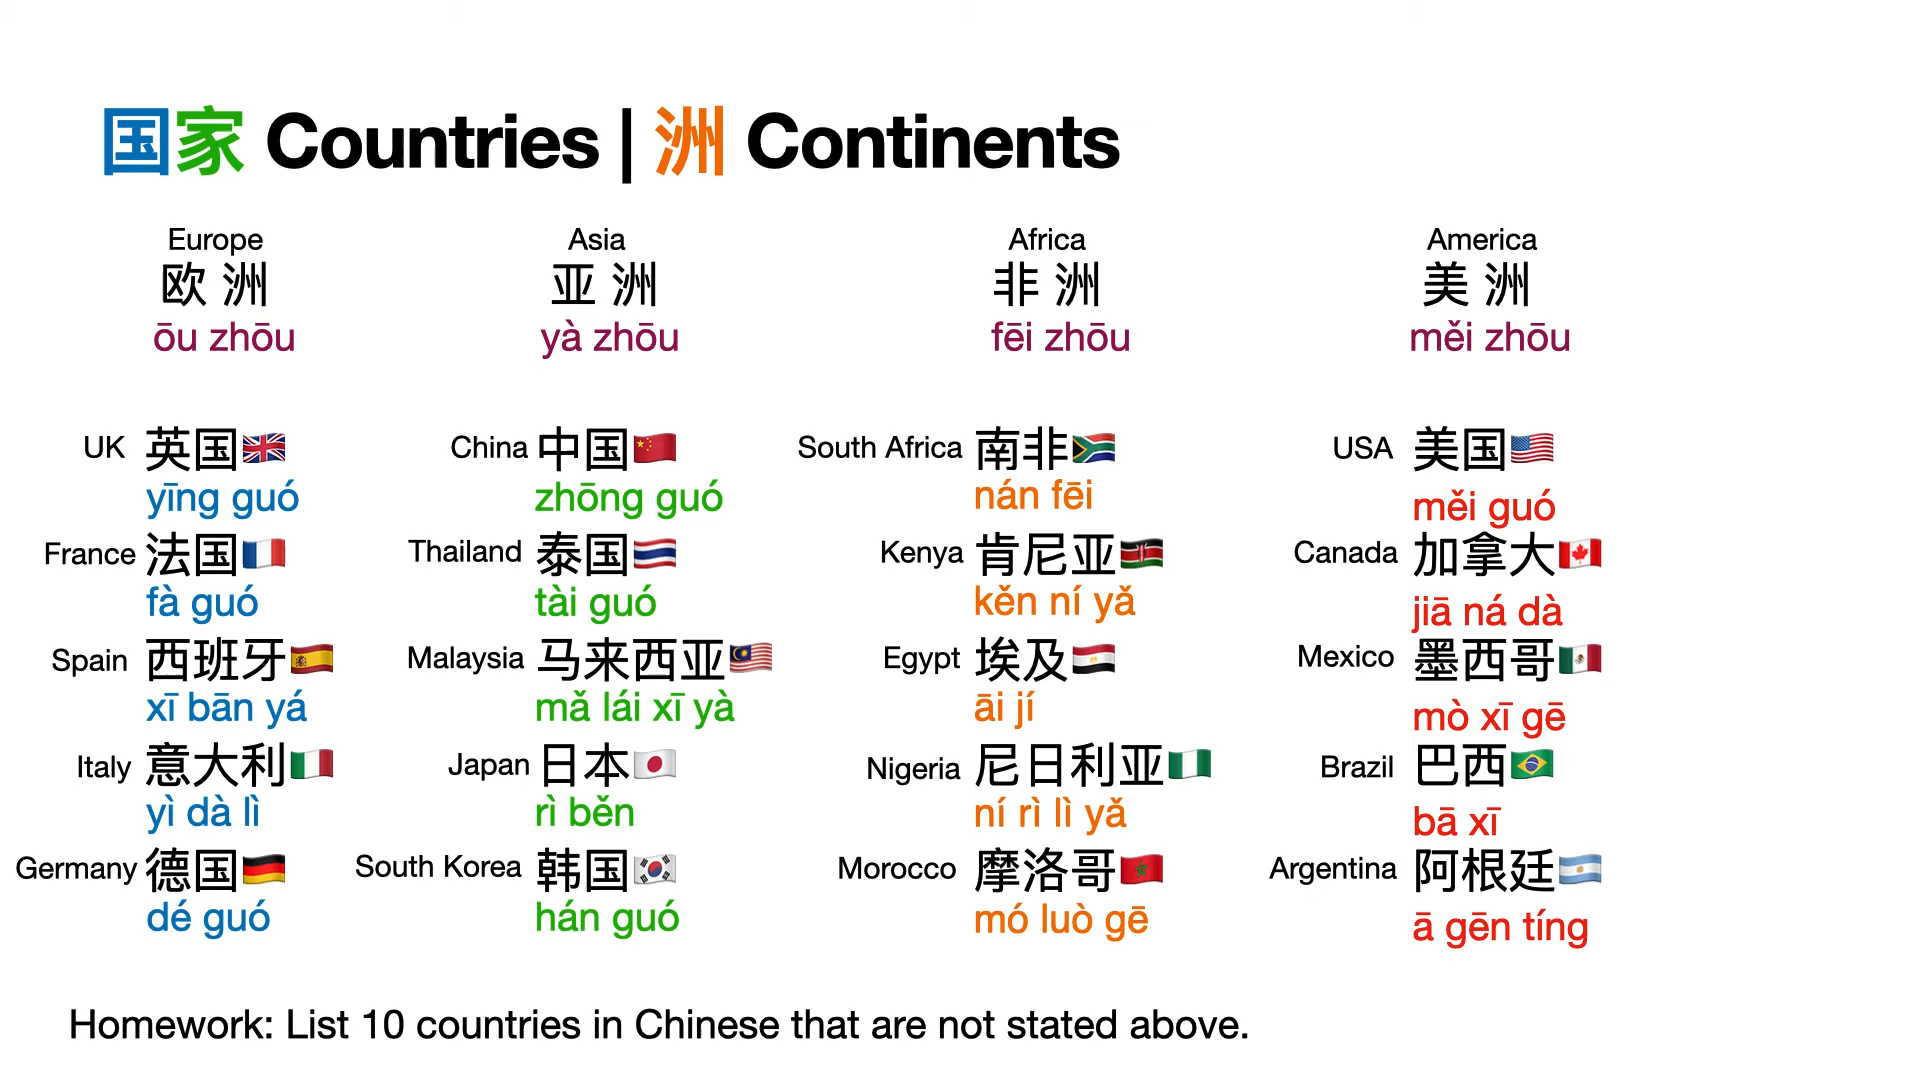 国家 Countries | 洲 Continents
Europe
欧 洲
ōu zhōu
UK 英国
yīng guó
France 法国
fà guó
Spain 西班牙
xī bān yá
Italy 意大利
yì dà lì
Germany 德国
dé guó
Asia
亚 洲
yà zhōu
China 中国
zhōng guó
Thailand 泰国
tài guó
Malaysia 马来西亚
mǎ lái xī yà
Japan 日本
rì běn
South Korea 韩国
hán guó
Africa
非 洲
fēi zhōu
South Africa 南非
nán fēi
Kenya 肯尼亚
kěn ní yǎ
Egypt 埃及
āi jí
Nigeria 尼日利亚
ní rì lì yǎ
Morocco 摩洛哥
mó luò gē
America
美 洲
měi zhōu
USA 美国
měi guó
Canada 加拿大
jiā ná dà
Mexico 墨西哥
mò xī gē
Brazil 巴西
bā xī
Argentina 阿根廷
ā gēn tíng
Homework: List 10 countries in Chinese that are not stated above.